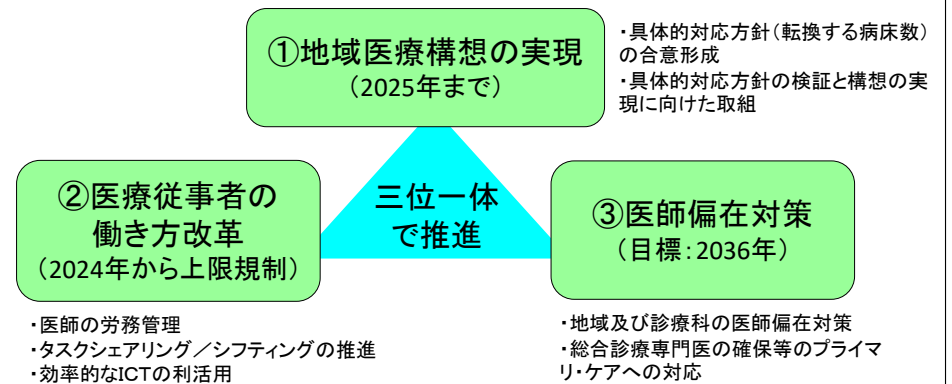 ①地域医療構想の実現
（2025年まで）
・具体的対応方針（転換する病床数）
の合意形成
・具体的対応方針の検証と構想の実
現に向けた取組
②医療従事者の
働き方改革
（2024年から上限規制）
三位一体
で推進
③医師偏在対策
（目標：2036年）
・医師の労務管理
・タスクシェアリング／シフティングの推進
・効率的なICTの利活用
・地域及び診療科の医師偏在対策
・総合診療専門医の確保等のプライマ
リ・ケアへの対応